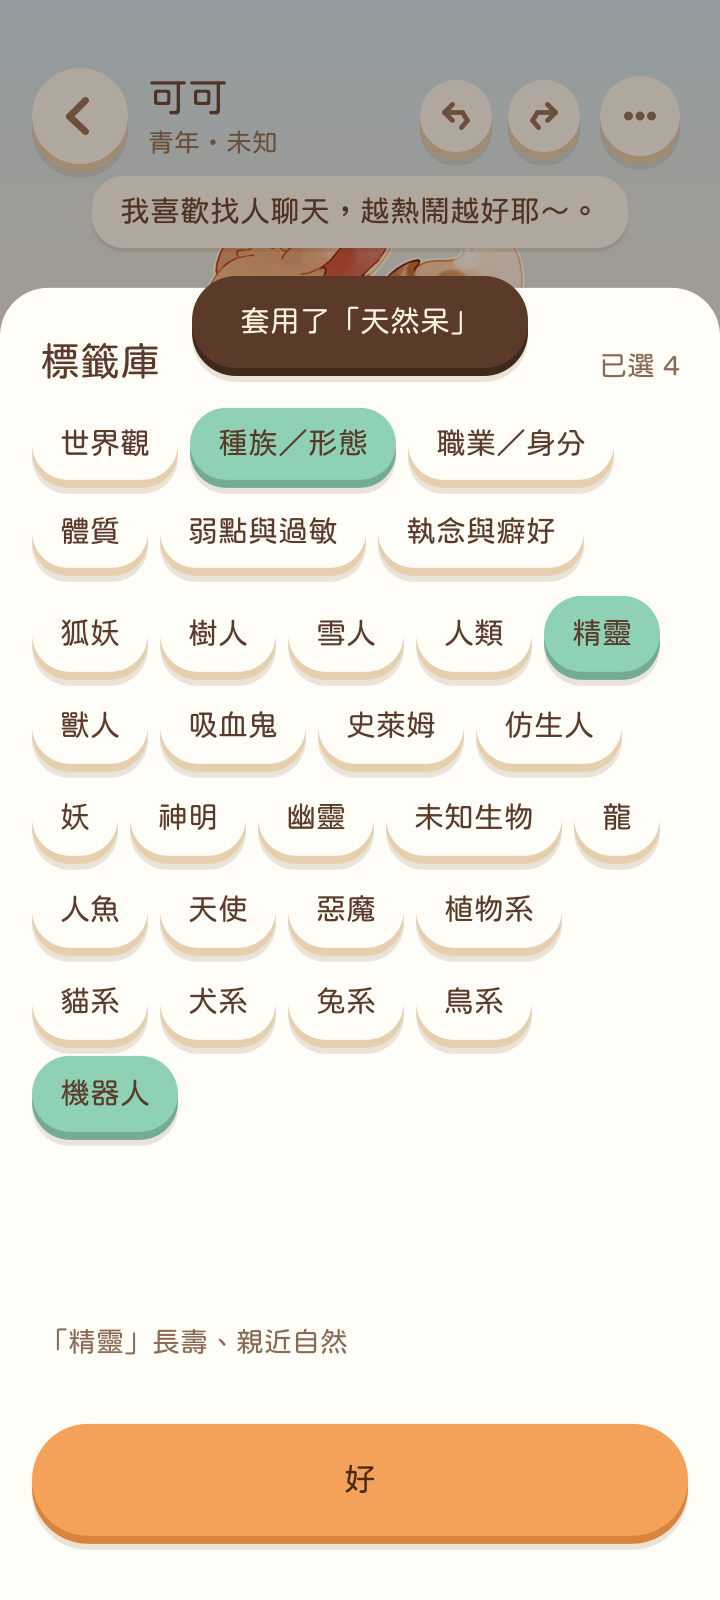 可可
青年・未知
我喜歡找人聊天，越熱鬧越好耶～。
套用了「天然呆」
標籤庫
已選 4
世界觀 種族／形態 職業／身分
體質 弱點與過敏 執念與癖好
狐妖 樹人 雪人 人類 精靈
獸人 吸血鬼 史萊姆 仿生人
妖 神明 幽靈 未知生物 龍
人魚 天使 惡魔 植物系
貓系 犬系 兔系 鳥系
機器人
「精靈」長壽、親近自然
好